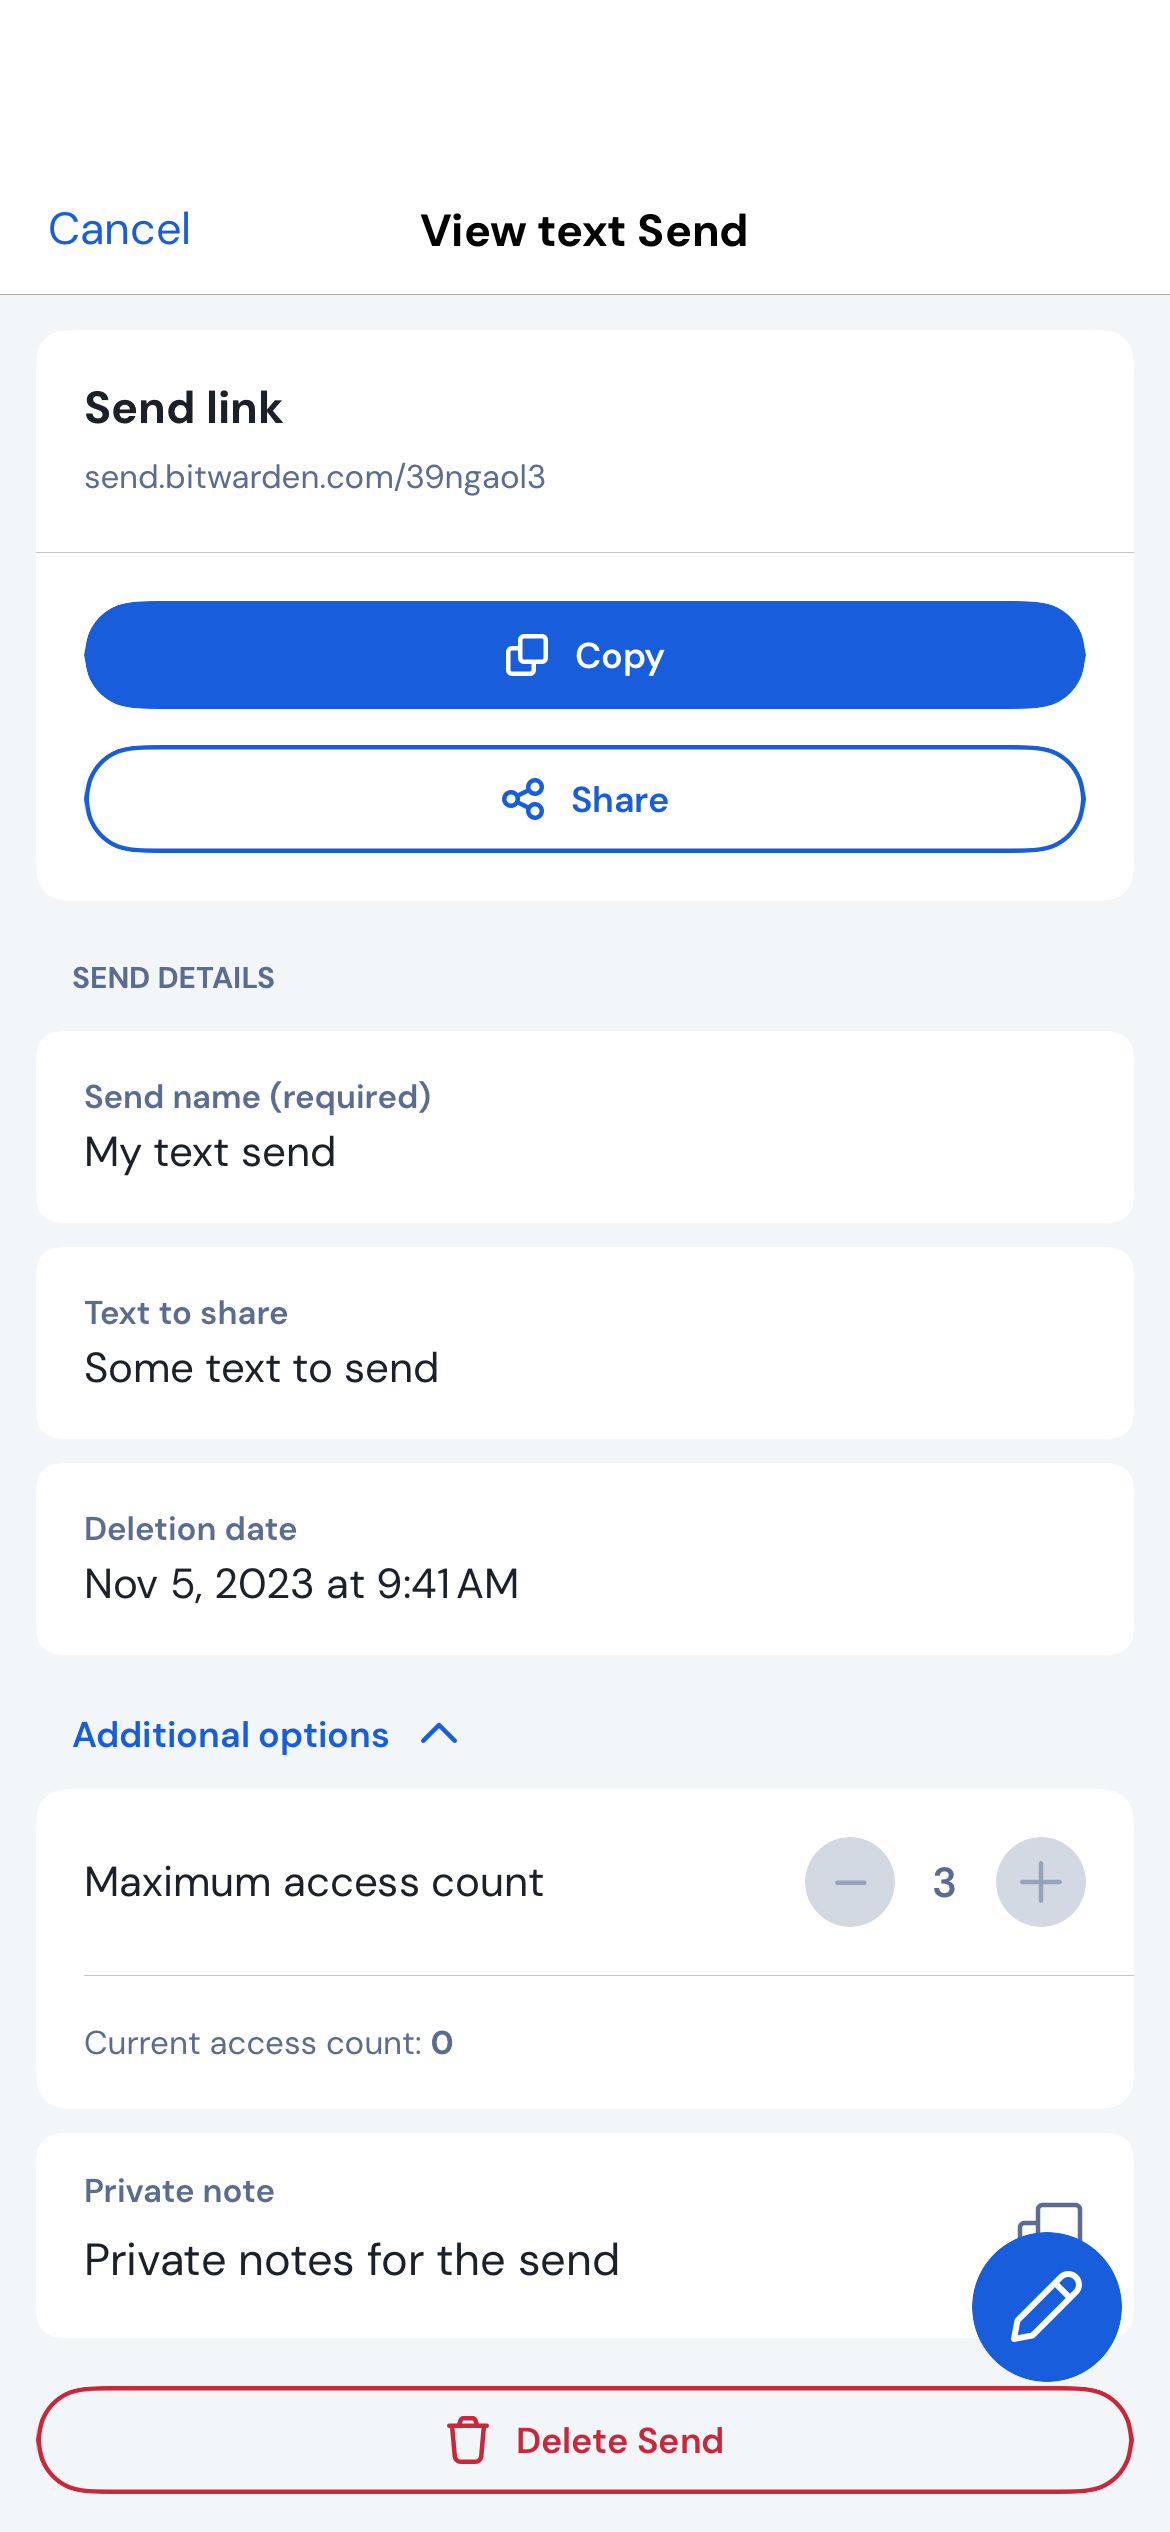 Cancel
View text Send
Send link
send.bitwarden.com/39ngaol3
Copy
Share
SEND DETAILS
Send name (required)
My text send
Text to share
Some text to send
Deletion date
Nov 5, 2023 at 9:41 AM
Additional options
Maximum access count
3
Current access count: 0
Private note
Private notes for the send
Delete Send